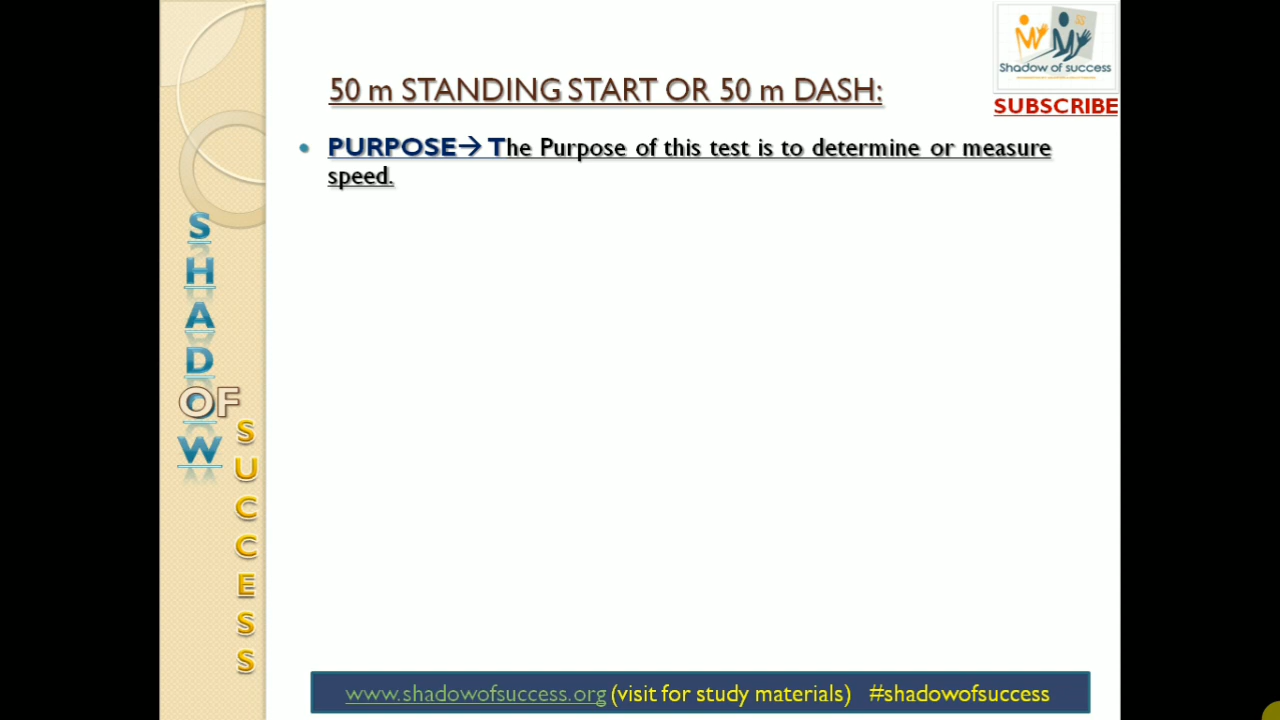 Shadow of success
SUBSCRIBE
50 m STANDING START OR 50 m DASH:
• PURPOSE→ The Purpose of this test is to determine or measure
speed.
SHADOW
OF
SUCCESS
www.shadowofsuccess.org (visit for study materials) #shadowofsuccess